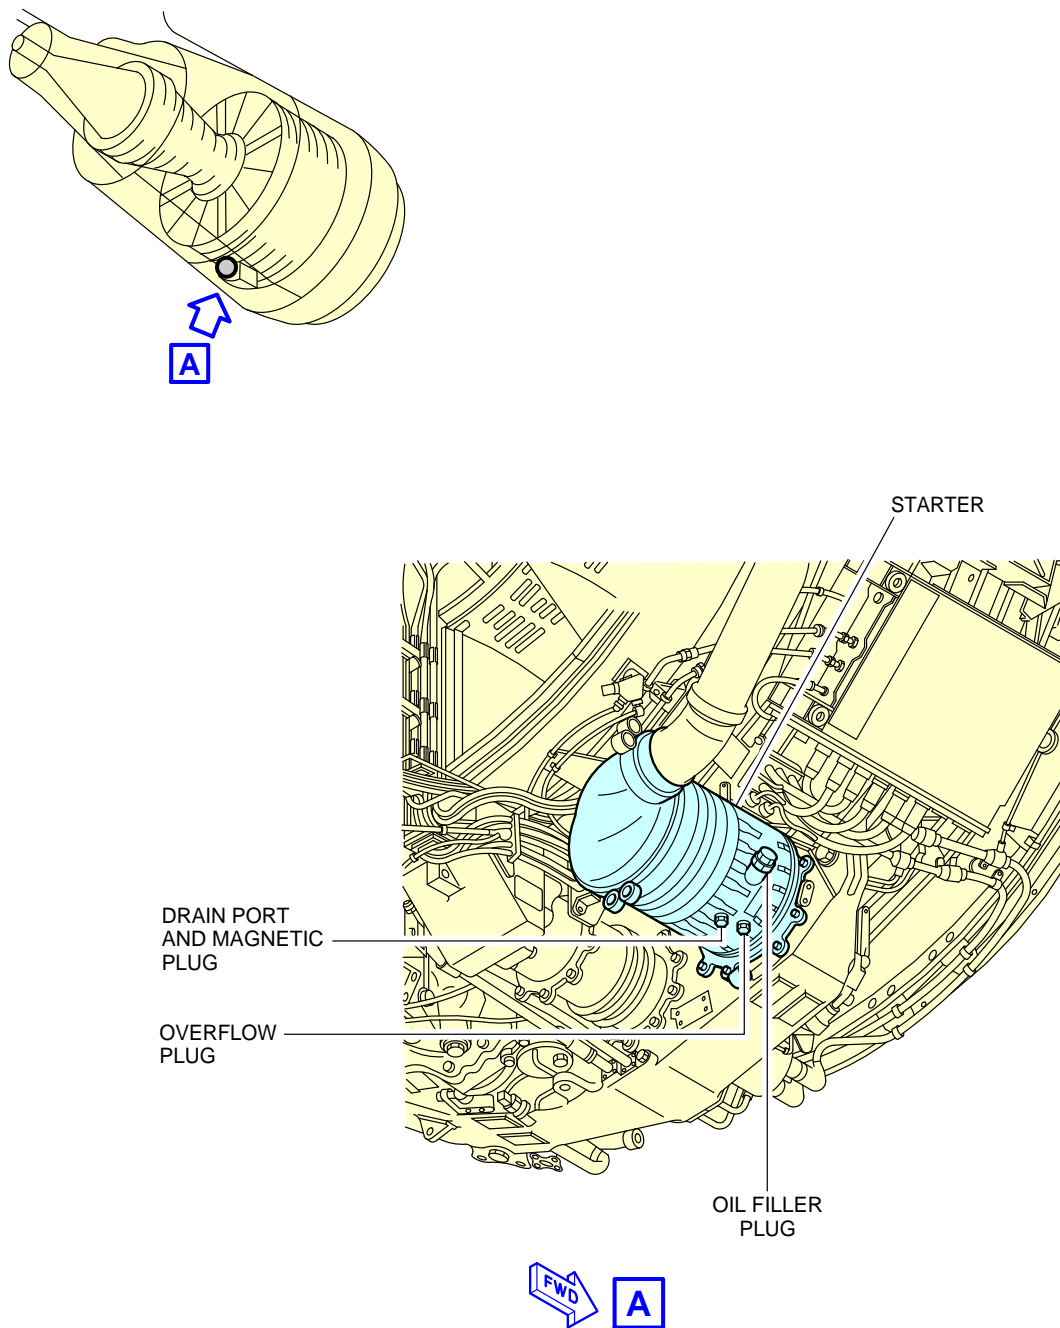 A
STARTER
DRAIN PORT
AND MAGNETIC
PLUG
OVERFLOW
PLUG
OIL FILLER
PLUG
FWD
A